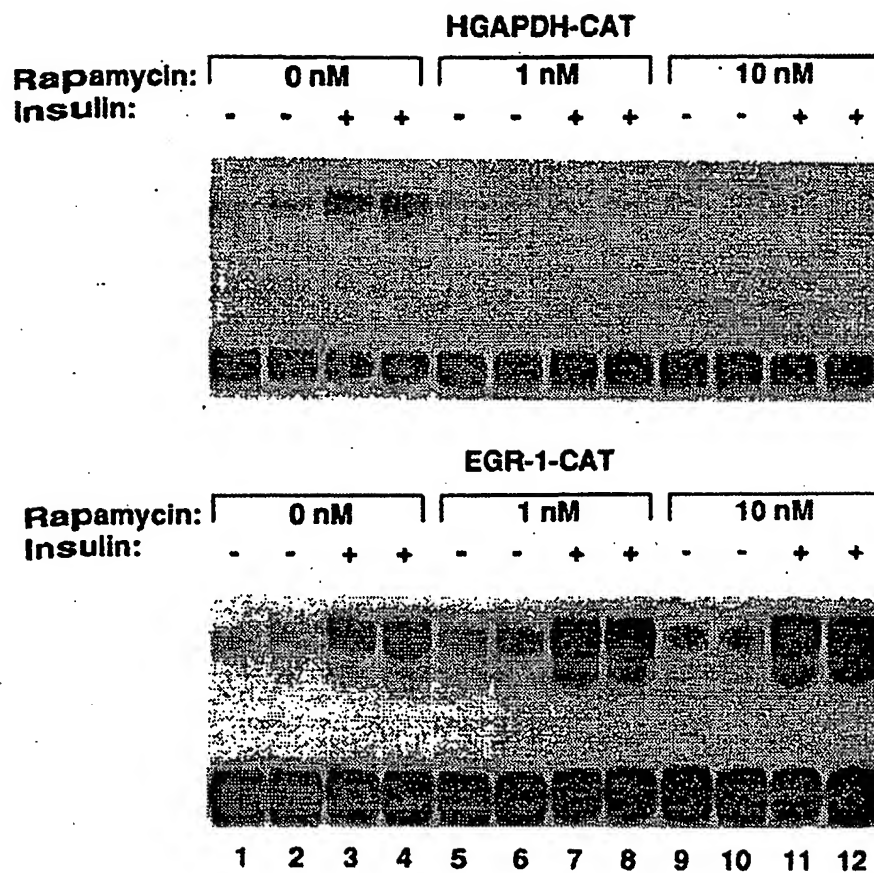 HGAPDH-CAT
Rapamycin: 0 nM 1 nM 10 nM
Insulin: - - + + - - + + - - + +
EGR-1-CAT
Rapamycin: 0 nM 1 nM 10 nM
Insulin: - - + + - - + + - - + +
1 2 3 4 5 6 7 8 9 10 11 12